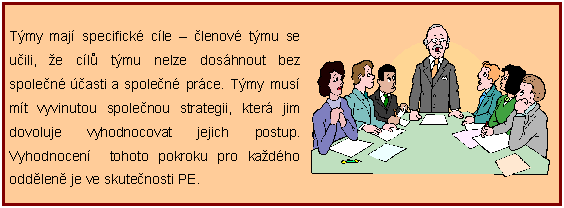 Týmy mají specifické cíle – členové týmu se
učili, že cílů týmu nelze dosáhnout bez
společné účasti a společné práce. Týmy musí
mít vyvinutou společnou strategii, která jim
dovoluje vyhodnocovat jejich postup.
Vyhodnocení tohoto pokroku pro každého
odděleně je ve skutečnosti PE.